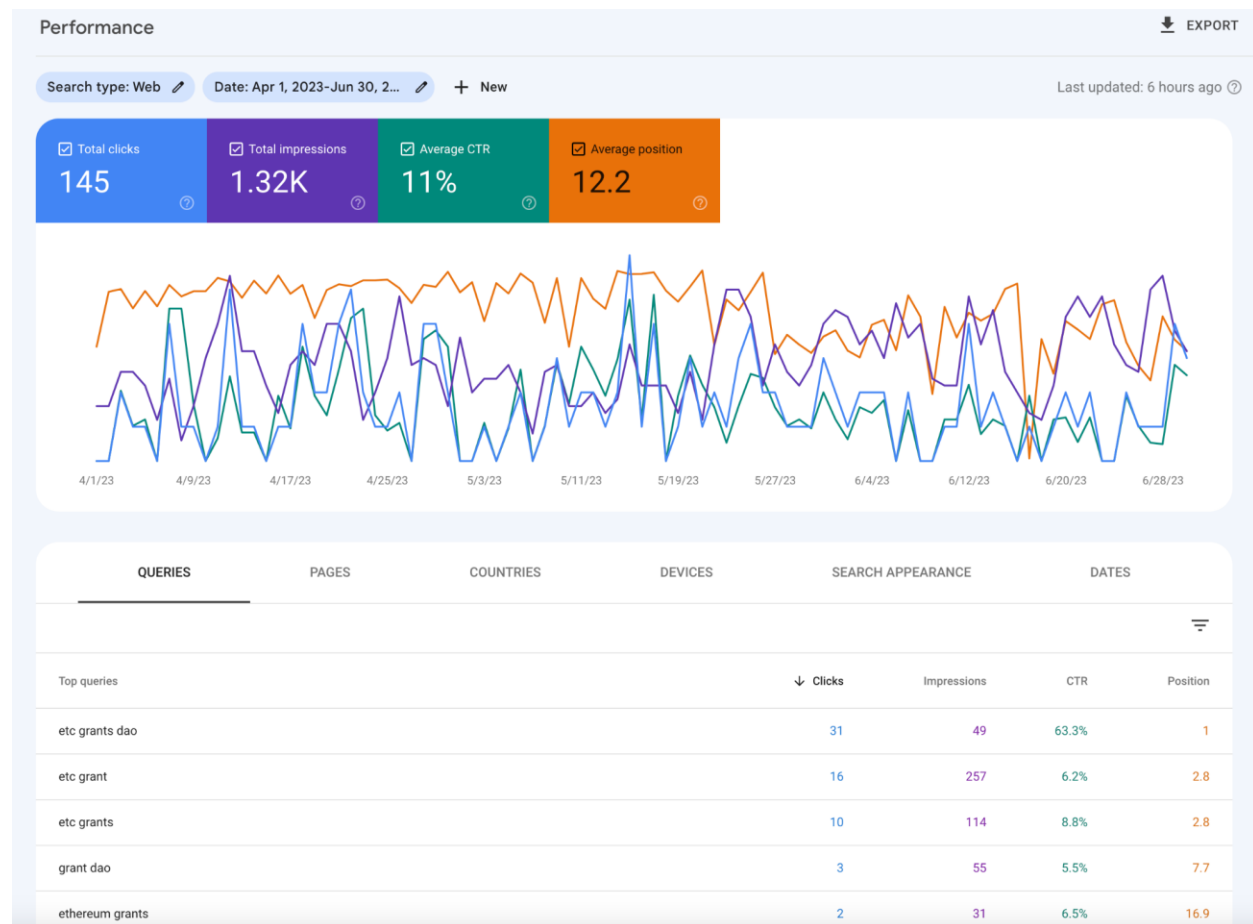 Performance
EXPORT
Search type: Web
Date: Apr 1, 2023-Jun 30, 2...
+ New
Last updated: 6 hours ago
Total clicks
145
Total impressions
1.32K
Average CTR
11%
Average position
12.2
4/1/23 4/9/23 4/17/23 4/25/23 5/3/23 5/11/23 5/19/23 5/27/23 6/4/23 6/12/23 6/20/23 6/28/23
QUERIES PAGES COUNTRIES DEVICES SEARCH APPEARANCE DATES
Top queries Clicks Impressions CTR Position
etc grants dao 31 49 63.3% 1
etc grant 16 257 6.2% 2.8
etc grants 10 114 8.8% 2.8
grant dao 3 55 5.5% 7.7
ethereum grants 2 31 6.5% 16.9